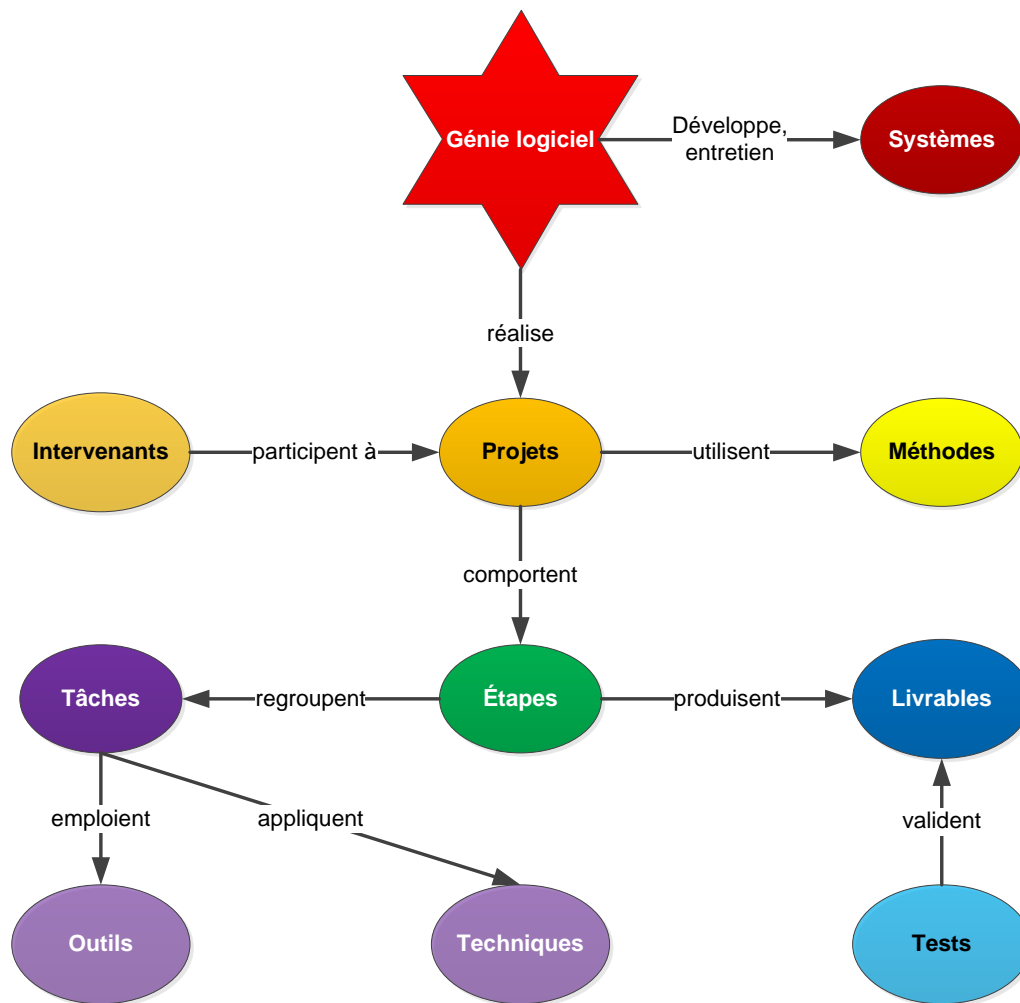 Génie logiciel
Développe,
entretien
Systèmes
réalise
Intervenants
participent à
Projets
utilisent
Méthodes
comportent
Tâches
regroupent
Étapes
produisent
Livrables
emploient
appliquent
valident
Outils
Techniques
Tests